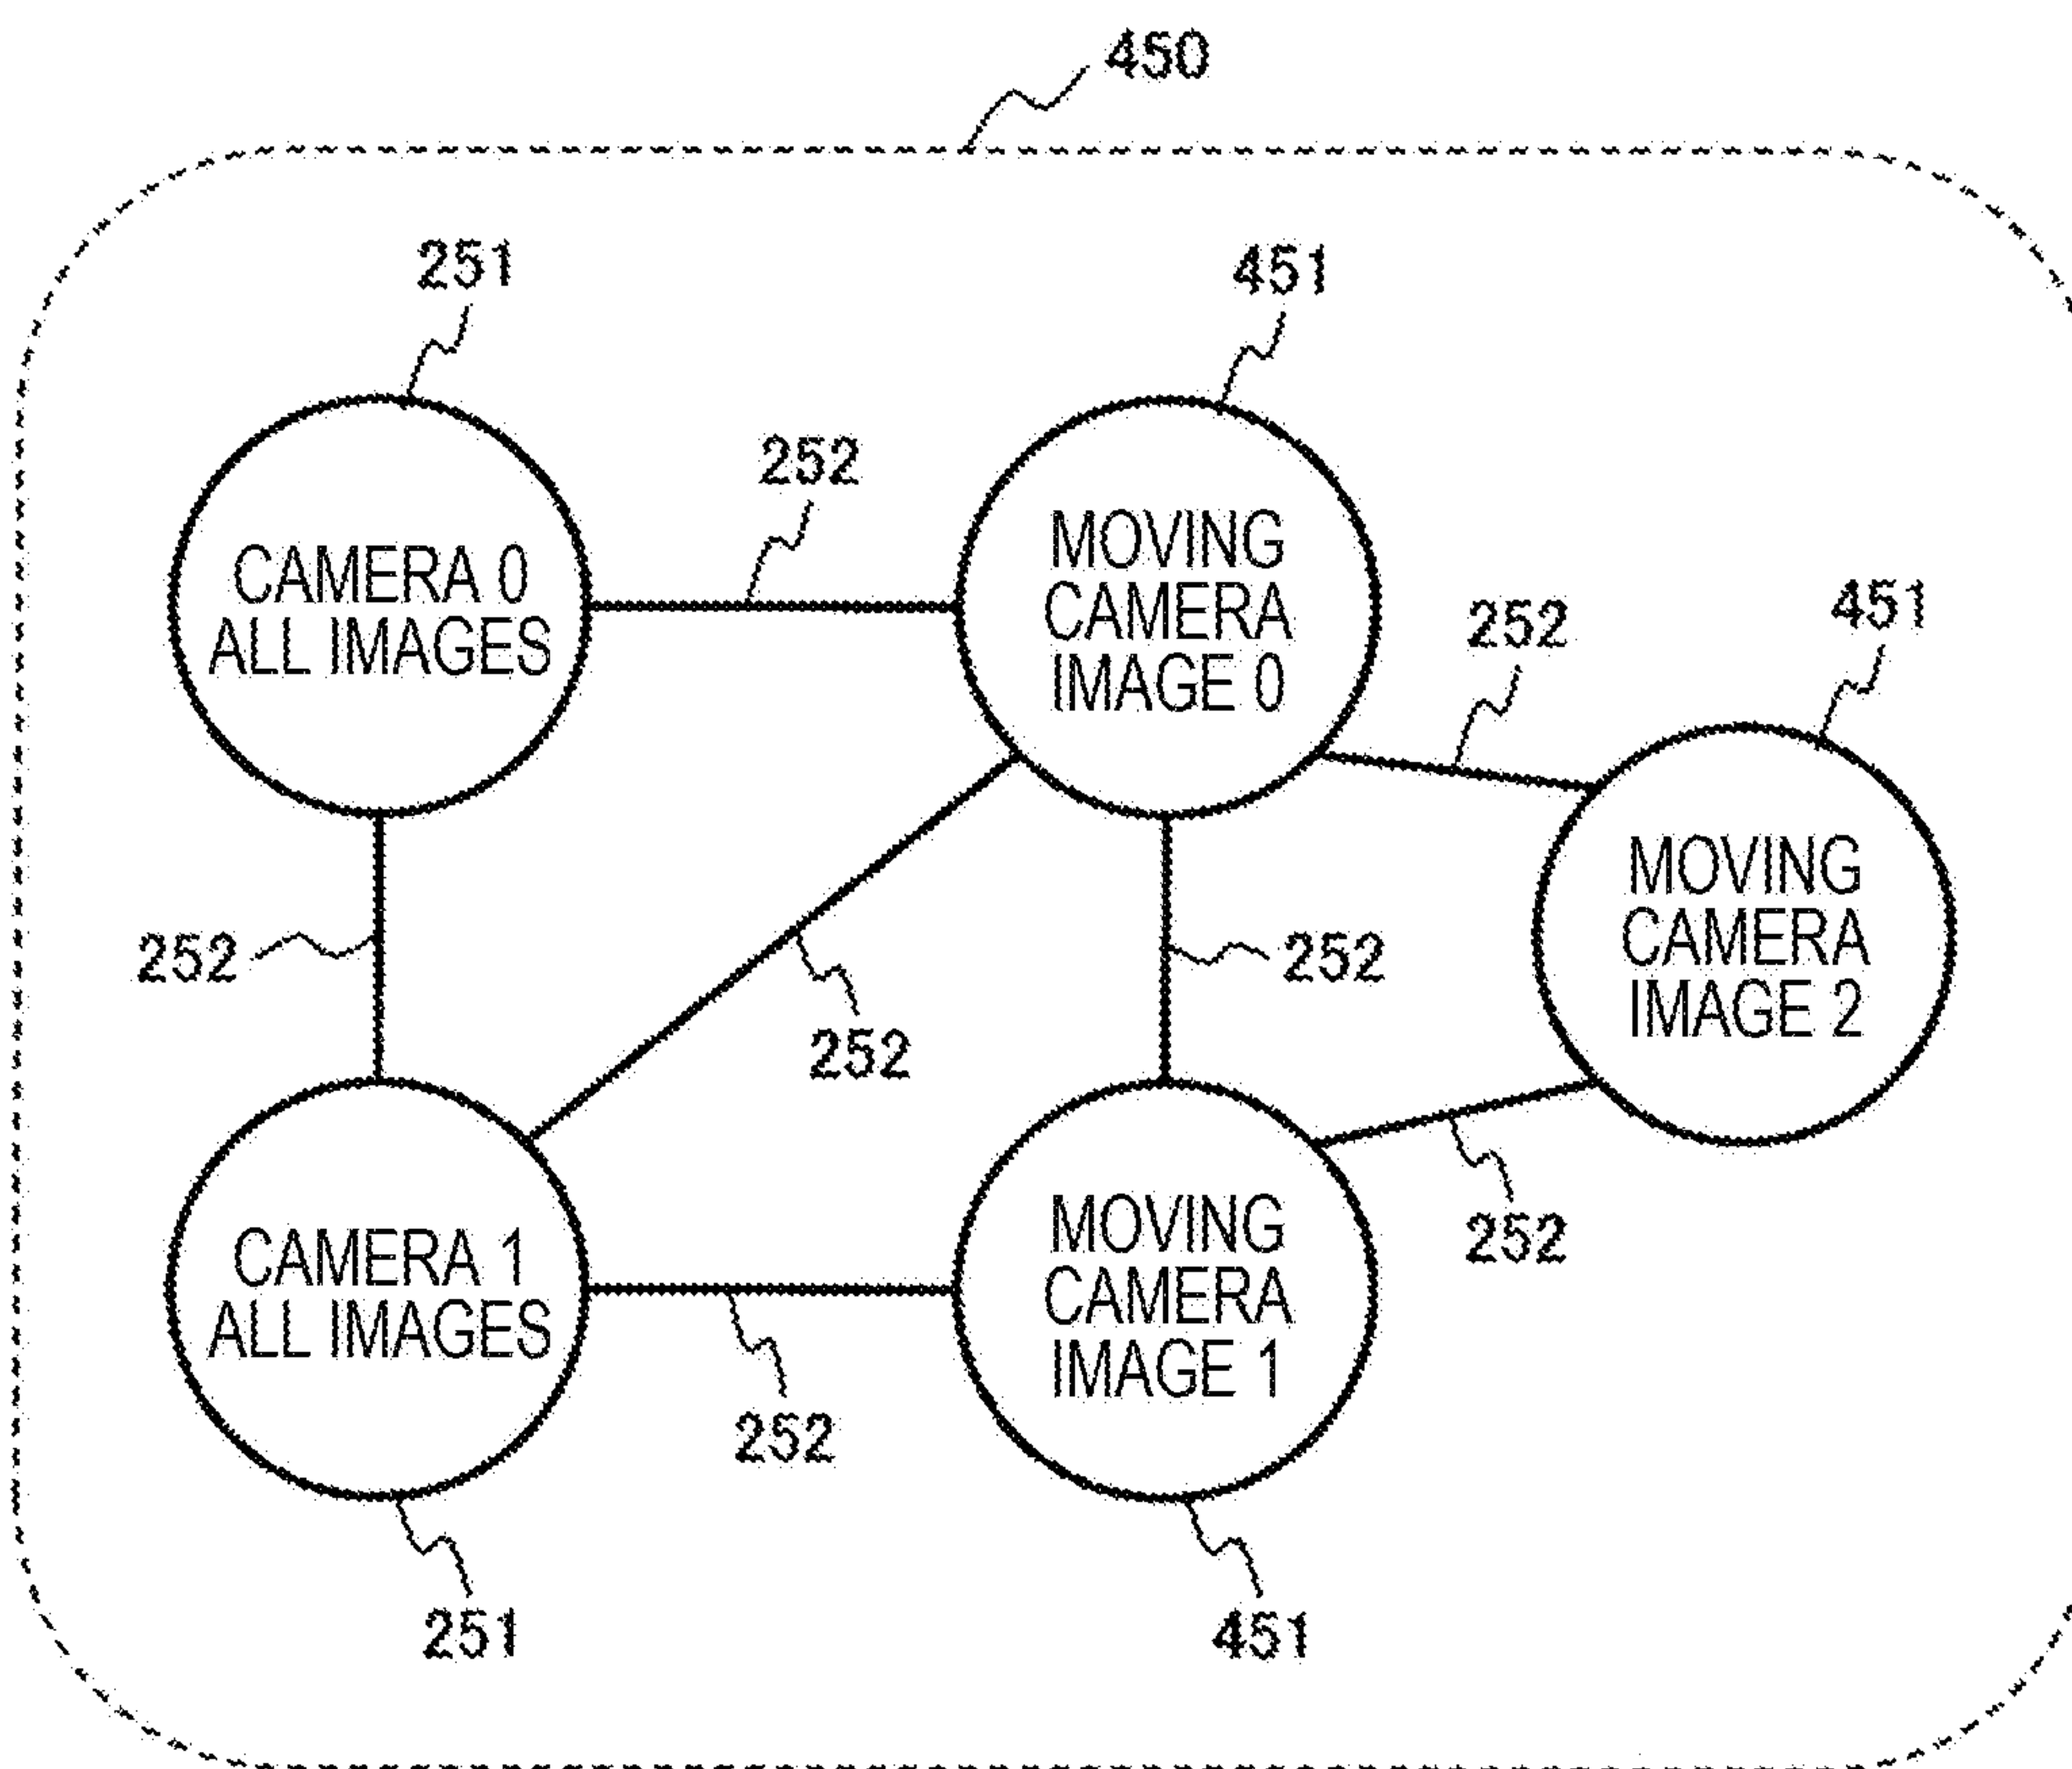 450
251
451
252
CAMERA 0
ALL IMAGES
MOVING
CAMERA
IMAGE 0
252
451
252
252
252
MOVING
CAMERA
IMAGE 2
CAMERA 1
ALL IMAGES
MOVING
CAMERA
IMAGE 1
252
252
251
451